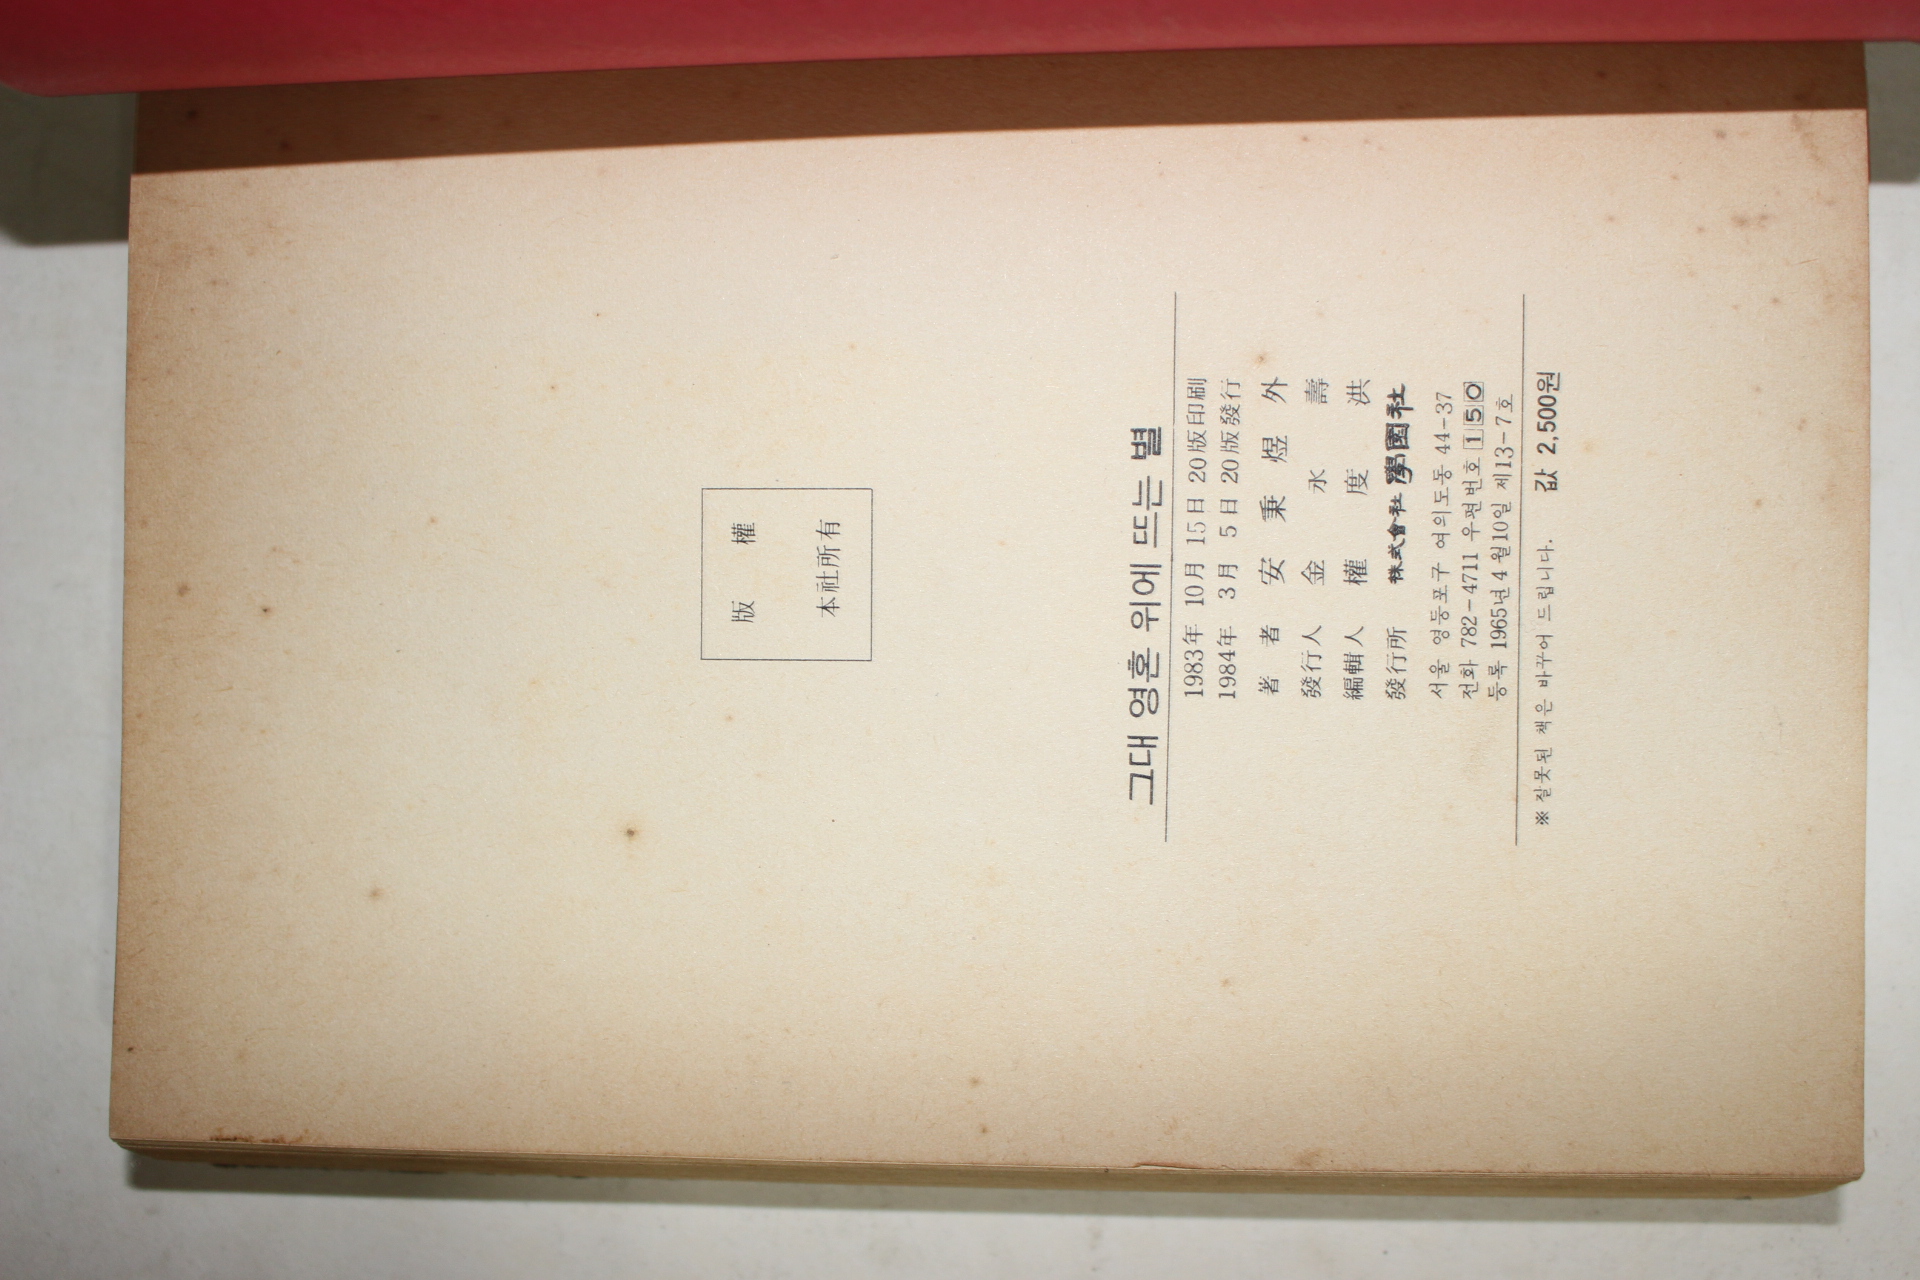 版權
本社所有
그대 영혼 위에 뜨는 별
1983年 10月 15日 20版印刷
1984年 3月 5日 20版發行
著者 安秉煜 外
發行人 金永壽
編輯人 權度洪
發行所 株式會社 學園社
서울 영등포구 여의도동 44-37
전화 782-4711 우편번호 150
등록 1965년 4월10일 제13-7호
※ 잘못된 책은 바꾸어 드립니다. 값 2,500원